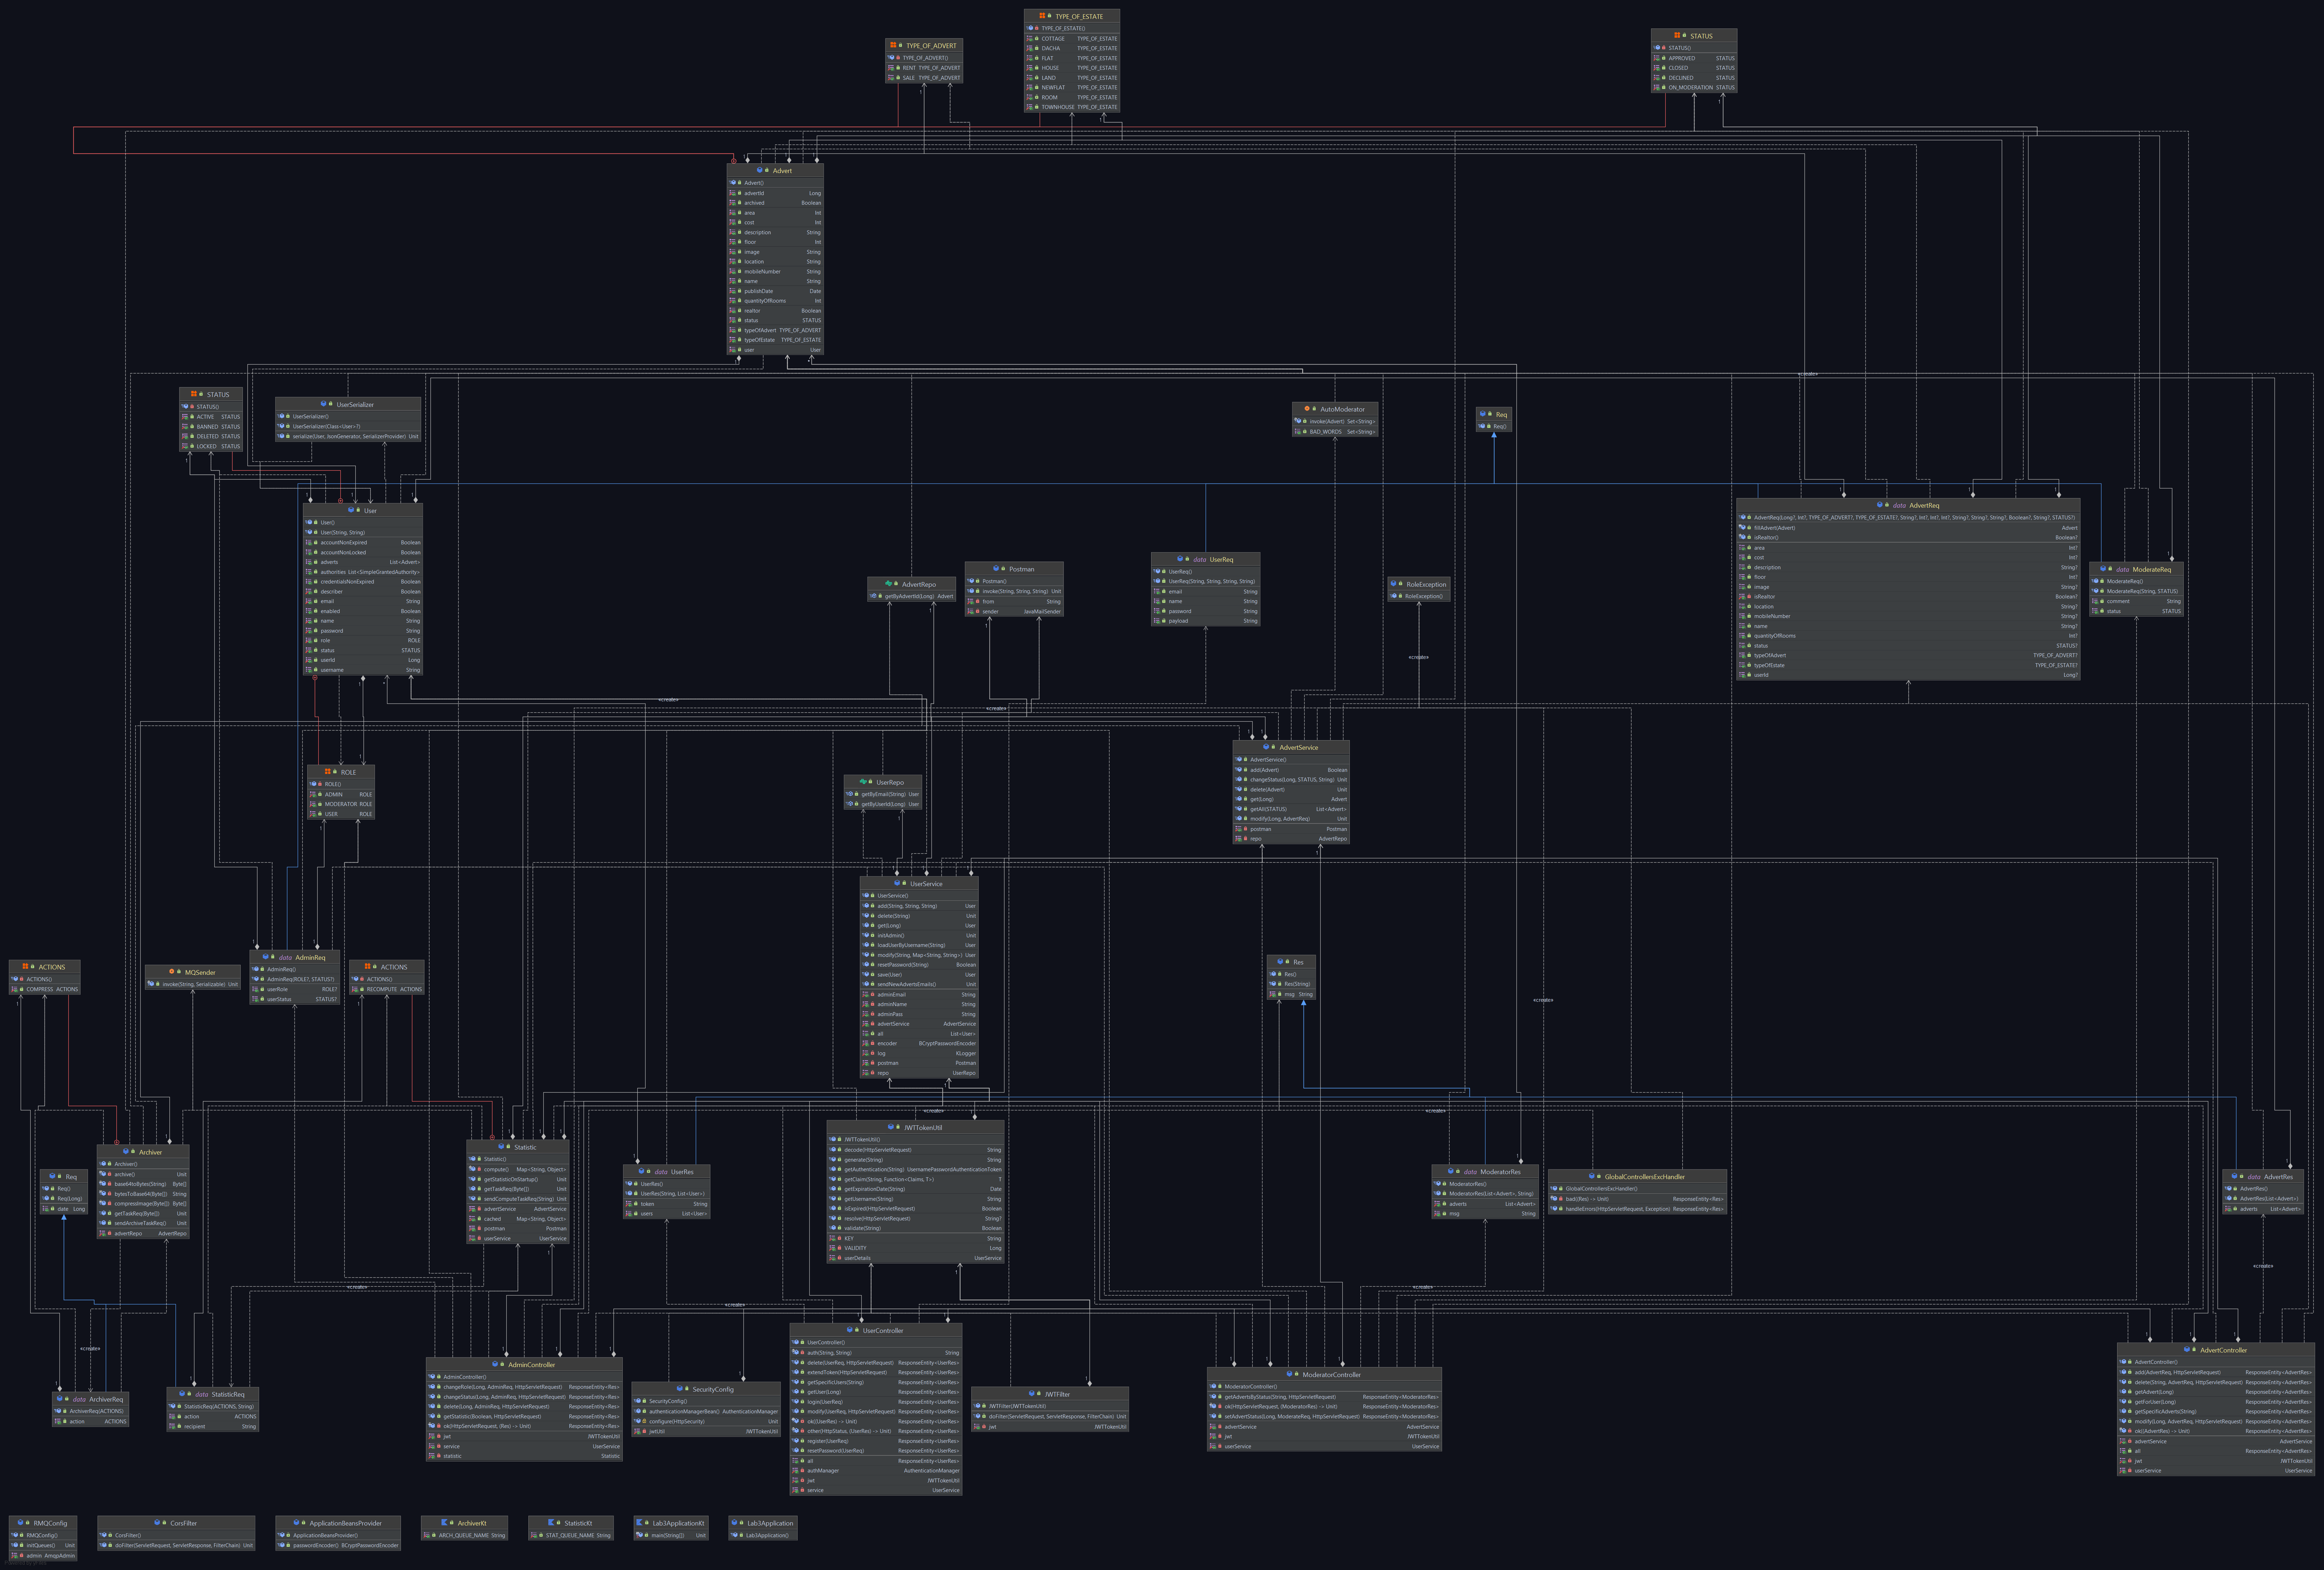 TYPE_OF_ESTATE
TYPE_OF_ESTATE()
COTTAGE TYPE_OF_ESTATE
DACHA TYPE_OF_ESTATE
FLAT TYPE_OF_ESTATE
HOUSE TYPE_OF_ESTATE
LAND TYPE_OF_ESTATE
NEWFLAT TYPE_OF_ESTATE
ROOM TYPE_OF_ESTATE
TOWNHOUSE TYPE_OF_ESTATE
TYPE_OF_ADVERT
TYPE_OF_ADVERT()
RENT TYPE_OF_ADVERT
SALE TYPE_OF_ADVERT
STATUS
STATUS()
APPROVED STATUS
CLOSED STATUS
DECLINED STATUS
ON_MODERATION STATUS
Advert
Advert()
advertId Long
archived Boolean
area Int
cost Int
description String
floor Int
image String
location String
mobileNumber String
name String
publishDate Date
quantityOfRooms Int
realtor Boolean
status STATUS
typeOfAdvert TYPE_OF_ADVERT
typeOfEstate TYPE_OF_ESTATE
user User
«create»
STATUS
STATUS()
ACTIVE STATUS
BANNED STATUS
DELETED STATUS
LOCKED STATUS
UserSerializer
UserSerializer()
UserSerializer(Class<User>?)
serialize(User, JsonGenerator, SerializerProvider) Unit
AutoModerator
invoke(Advert) Set<String>
BAD_WORDS Set<String>
Req
Req()
User
User()
User(String, String)
accountNonExpired Boolean
accountNonLocked Boolean
adverts List<Advert>
authorities List<SimpleGrantedAuthority>
credentialsNonExpired Boolean
describer Boolean
email String
enabled Boolean
name String
password String
role ROLE
status STATUS
userId Long
username String
data AdvertReq
AdvertReq(Long?, Int?, TYPE_OF_ADVERT?, TYPE_OF_ESTATE?, String?, Int?, Int?, Int?, String?, String?, String?, Boolean?, String?, STATUS?)
fillAdvert(Advert) Advert
isRealtor() Boolean?
area Int?
cost Int?
description String?
floor Int?
image String?
isRealtor Boolean?
location String?
mobileNumber String?
name String?
quantityOfRooms Int?
status STATUS?
typeOfAdvert TYPE_OF_ADVERT?
typeOfEstate TYPE_OF_ESTATE?
userId Long?
data ModerateReq
ModerateReq()
ModerateReq(String, STATUS)
comment String
status STATUS
AdvertRepo
getByAdvertId(Long) Advert
Postman
Postman()
invoke(String, String, String) Unit
from String
sender JavaMailSender
data UserReq
UserReq()
UserReq(String, String, String, String)
email String
name String
password String
payload String
RoleException
RoleException()
«create»
«create»
«create»
AdvertService
AdvertService()
add(Advert) Boolean
changeStatus(Long, STATUS, String) Unit
delete(Advert) Unit
get(Long) Advert
getAll(STATUS) List<Advert>
modify(Long, AdvertReq) Unit
postman Postman
repo AdvertRepo
ROLE
ROLE()
ADMIN ROLE
MODERATOR ROLE
USER ROLE
UserRepo
getByEmail(String) User
getByUserId(Long) User
UserService
UserService()
add(String, String, String) User
delete(String) Unit
get(Long) User
initAdmin() Unit
loadUserByUsername(String) User
modify(String, Map<String, String>) User
resetPassword(String) Boolean
save(User) User
sendNewAdvertsEmails() Unit
adminEmail String
adminName String
adminPass String
advertService AdvertService
all List<User>
encoder BCryptPasswordEncoder
log KLogger
postman Postman
repo UserRepo
ACTIONS
ACTIONS()
COMPRESS ACTIONS
MQSender
invoke(String, Serializable) Unit
data AdminReq
AdminReq()
AdminReq(ROLE?, STATUS?)
userRole ROLE?
userStatus STATUS?
ACTIONS
ACTIONS()
RECOMPUTE ACTIONS
Res
Res()
Res(String)
msg String
«create»
«create»
«create»
Archiver
Archiver()
archive() Unit
base64toBytes(String) Byte[]
bytesToBase64(Byte[]) String
compressImage(Byte[]) Byte[]
getTaskReq(Byte[]) Unit
sendArchiveTaskReq() Unit
advertRepo AdvertRepo
Req
Req()
Req(Long)
date Long
Statistic
Statistic()
compute() Map<String, Object>
getStatisticOnStartup() Unit
getTaskReq(Byte[]) Unit
sendComputeTaskReq(String) Unit
advertService AdvertService
cached Map<String, Object>
postman Postman
userService UserService
data UserRes
UserRes()
UserRes(String, List<User>)
token String
users List<User>
JWTTokenUtil
JWTTokenUtil()
decode(HttpServletRequest) String
generate(String) String
getAuthentication(String) UsernamePasswordAuthenticationToken
getClaim(String, Function<Claims, T>) T
getExpirationDate(String) Date
getUsername(String) String
isExpired(HttpServletRequest) Boolean
resolve(HttpServletRequest) String?
validate(String) Boolean
KEY String
VALIDITY Long
userDetails UserService
data ModeratorRes
ModeratorRes()
ModeratorRes(List<Advert>, String)
adverts List<Advert>
msg String
GlobalControllersExcHandler
GlobalControllersExcHandler()
bad((Res) -> Unit) ResponseEntity<Res>
handleErrors(HttpServletRequest, Exception) ResponseEntity<Res>
data AdvertRes
AdvertRes()
AdvertRes(List<Advert>)
adverts List<Advert>
«create»
«create»
«create»
«create»
«create»
data ArchiverReq
ArchiverReq(ACTIONS)
action ACTIONS
data StatisticReq
StatisticReq(ACTIONS, String)
action ACTIONS
recipient String
AdminController
AdminController()
changeRole(Long, AdminReq, HttpServletRequest) ResponseEntity<Res>
changeStatus(Long, AdminReq, HttpServletRequest) ResponseEntity<Res>
delete(Long, AdminReq, HttpServletRequest) ResponseEntity<Res>
getStatistic(Boolean, HttpServletRequest) ResponseEntity<Res>
ok(HttpServletRequest, (Res) -> Unit) ResponseEntity<Res>
jwt JWTTokenUtil
service UserService
statistic Statistic
SecurityConfig
SecurityConfig()
authenticationManagerBean() AuthenticationManager
configure(HttpSecurity) Unit
jwtUtil JWTTokenUtil
UserController
UserController()
auth(String, String) String
delete(UserReq, HttpServletRequest) ResponseEntity<UserRes>
extendToken(HttpServletRequest) ResponseEntity<UserRes>
getSpecificUsers(String) ResponseEntity<UserRes>
getUser(Long) ResponseEntity<UserRes>
login(UserReq) ResponseEntity<UserRes>
modify(UserReq, HttpServletRequest) ResponseEntity<UserRes>
ok((UserRes) -> Unit) ResponseEntity<UserRes>
other(HttpStatus, (UserRes) -> Unit) ResponseEntity<UserRes>
register(UserReq) ResponseEntity<UserRes>
resetPassword(UserReq) ResponseEntity<UserRes>
all ResponseEntity<UserRes>
authManager AuthenticationManager
jwt JWTTokenUtil
service UserService
JWTFilter
JWTFilter(JWTTokenUtil)
doFilter(ServletRequest, ServletResponse, FilterChain) Unit
jwt JWTTokenUtil
ModeratorController
ModeratorController()
getAdvertsByStatus(String, HttpServletRequest) ResponseEntity<ModeratorRes>
ok(HttpServletRequest, (ModeratorRes) -> Unit) ResponseEntity<ModeratorRes>
setAdvertStatus(Long, ModerateReq, HttpServletRequest) ResponseEntity<ModeratorRes>
advertService AdvertService
jwt JWTTokenUtil
userService UserService
AdvertController
AdvertController()
add(AdvertReq, HttpServletRequest) ResponseEntity<AdvertRes>
delete(String, AdvertReq, HttpServletRequest) ResponseEntity<AdvertRes>
getAdvert(Long) ResponseEntity<AdvertRes>
getForUser(Long) ResponseEntity<AdvertRes>
getSpecificAdverts(String) ResponseEntity<AdvertRes>
modify(Long, AdvertReq, HttpServletRequest) ResponseEntity<AdvertRes>
ok((AdvertRes) -> Unit) ResponseEntity<AdvertRes>
advertService AdvertService
all ResponseEntity<AdvertRes>
jwt JWTTokenUtil
userService UserService
RMQConfig
RMQConfig()
initQueues() Unit
admin AmqpAdmin
CorsFilter
CorsFilter()
doFilter(ServletRequest, ServletResponse, FilterChain) Unit
ApplicationBeansProvider
ApplicationBeansProvider()
passwordEncoder() BCryptPasswordEncoder
ArchiverKt
ARCH_QUEUE_NAME String
StatisticKt
STAT_QUEUE_NAME String
Lab3ApplicationKt
main(String[]) Unit
Lab3Application
Lab3Application()